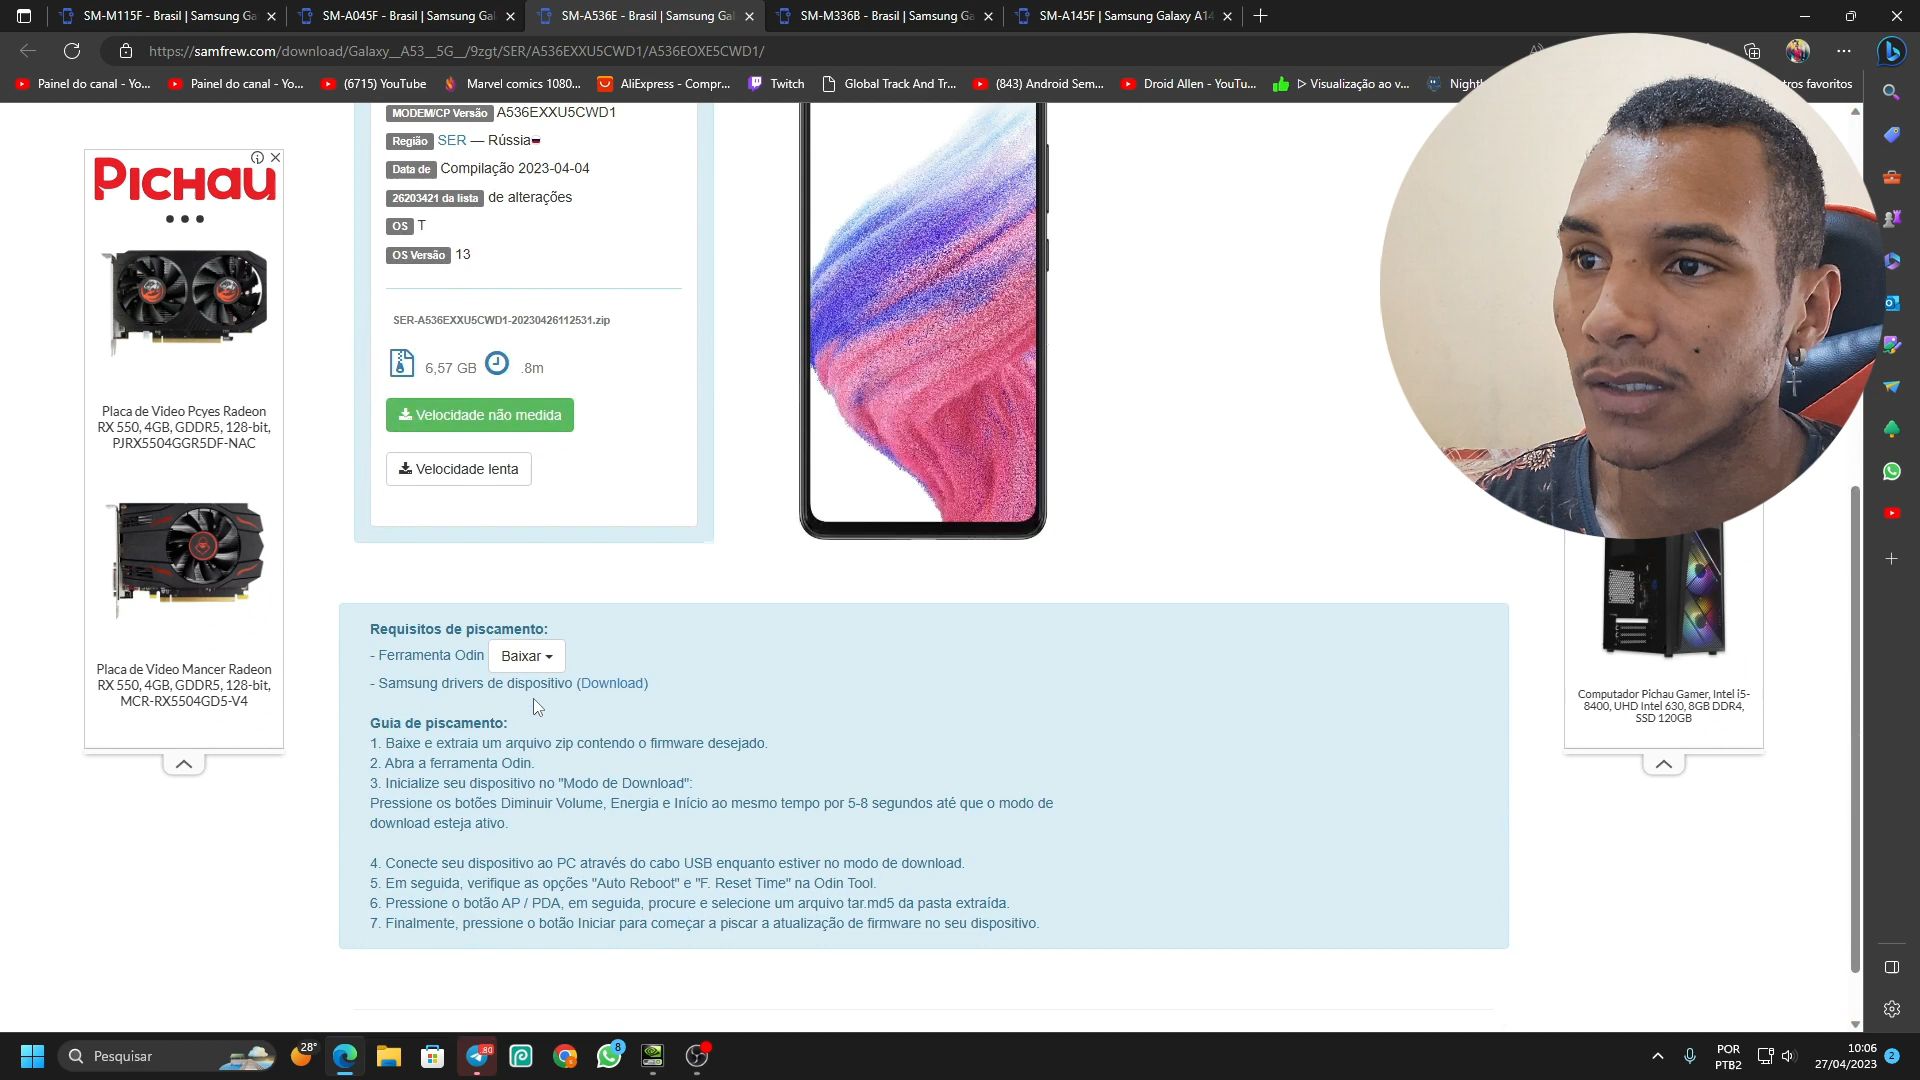 SM-M115F - Brasil | Samsung Ga
SM-A045F - Brasil | Samsung Gal
SM-A536E - Brasil | Samsung Gal
SM-M336B - Brasil | Samsung Ga
SM-A145F | Samsung Galaxy A14
https://samfrew.com/download/Galaxy__A53__5G__/9zgt/SER/A536EXXU5CWD1/A536EOXE5CWD1/
Painel do canal - Yo...
Painel do canal - Yo...
(6715) YouTube
Marvel comics 1080...
AliExpress - Compr...
Twitch
Global Track And Tr...
(843) Android Sem...
Droid Allen - YouTu...
▷ Visualização ao v...
tros favoritos
MODEM/CP Versão A536EXXU5CWD1
Região SER — Rússia
Data de Compilação 2023-04-04
26203421 da lista de alterações
OS T
OS Versão 13
SER-A536EXXU5CWD1-20230426112531.zip
6,57 GB .8m
Velocidade não medida
Velocidade lenta
PICHAU
Placa de Vídeo Pcyes Radeon
RX 550, 4GB, GDDR5, 128-bit,
PJRX5504GGR5DF-NAC
Placa de Vídeo Mancer Radeon
RX 550, 4GB, GDDR5, 128-bit,
MCR-RX5504GD5-V4
Computador Pichau Gamer, Intel i5-
8400, UHD Intel 630, 8GB DDR4,
SSD 120GB
Requisitos de piscamento:
- Ferramenta Odin Baixar
- Samsung drivers de dispositivo (Download)
Guia de piscamento:
1. Baixe e extraia um arquivo zip contendo o firmware desejado.
2. Abra a ferramenta Odin.
3. Inicialize seu dispositivo no "Modo de Download":
Pressione os botões Diminuir Volume, Energia e Início ao mesmo tempo por 5-8 segundos até que o modo de
download esteja ativo.
4. Conecte seu dispositivo ao PC através do cabo USB enquanto estiver no modo de download.
5. Em seguida, verifique as opções "Auto Reboot" e "F. Reset Time" na Odin Tool.
6. Pressione o botão AP / PDA, em seguida, procure e selecione um arquivo tar.md5 da pasta extraída.
7. Finalmente, pressione o botão Iniciar para começar a piscar a atualização de firmware no seu dispositivo.
Pesquisar
28°
80
8
POR
PTB2
10:06
27/04/2023
2